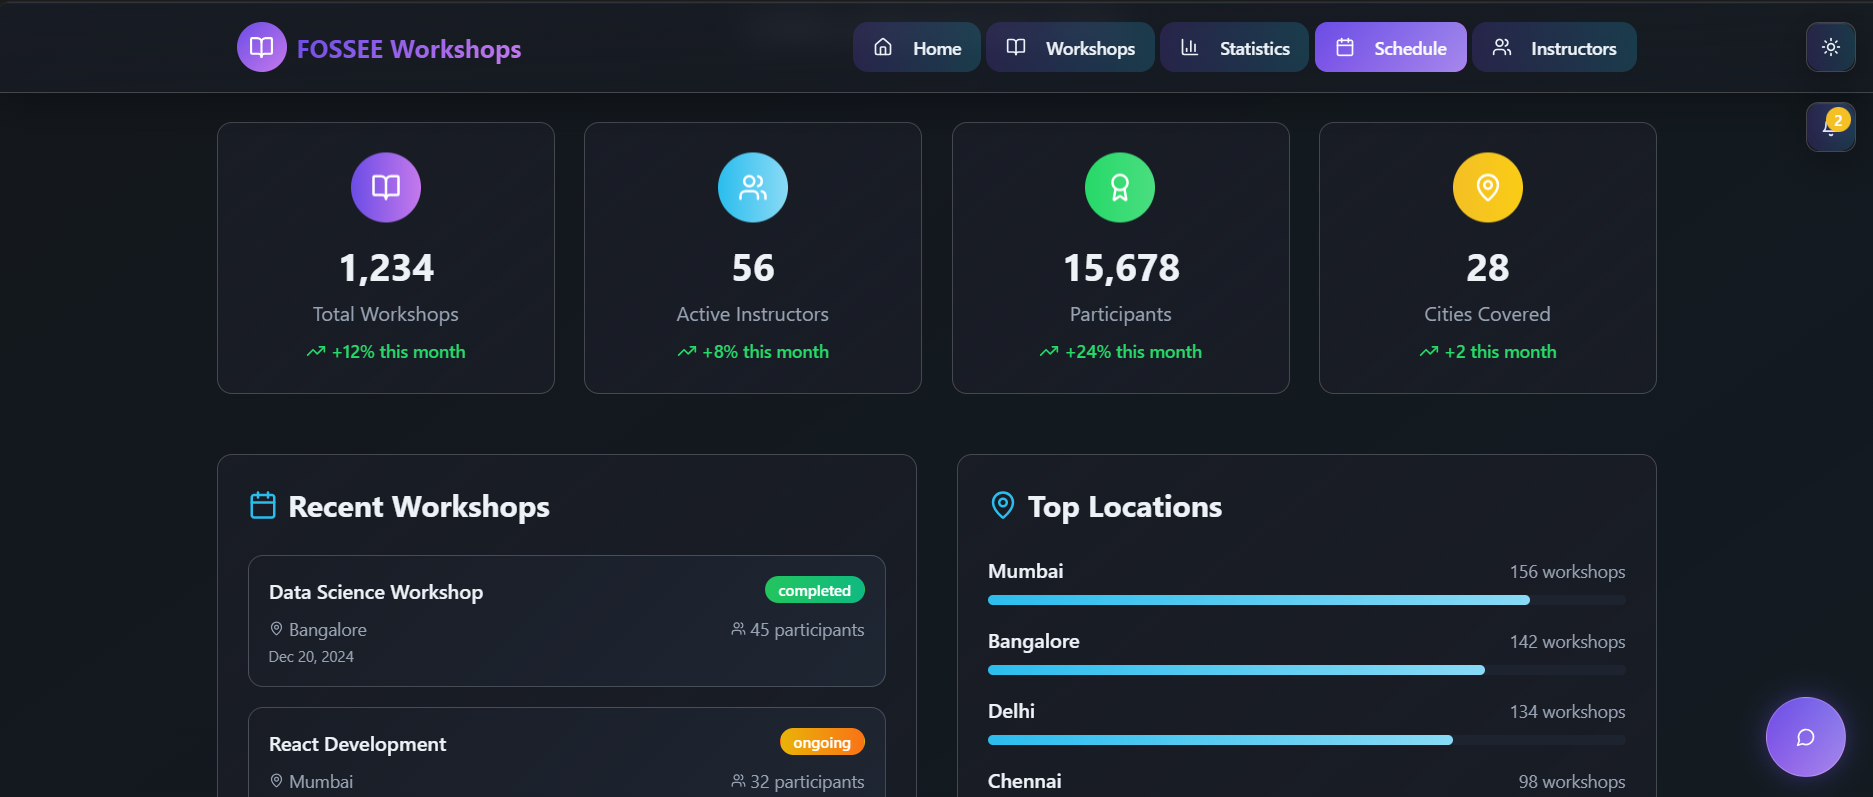 FOSSEE Workshops
Home
Workshops
Statistics
Schedule
Instructors
2
1,234
Total Workshops
+12% this month
56
Active Instructors
+8% this month
15,678
Participants
+24% this month
28
Cities Covered
+2 this month
Recent Workshops
Data Science Workshop
completed
Bangalore
45 participants
Dec 20, 2024
React Development
ongoing
Mumbai
32 participants
Top Locations
Mumbai
156 workshops
Bangalore
142 workshops
Delhi
134 workshops
Chennai
98 workshops